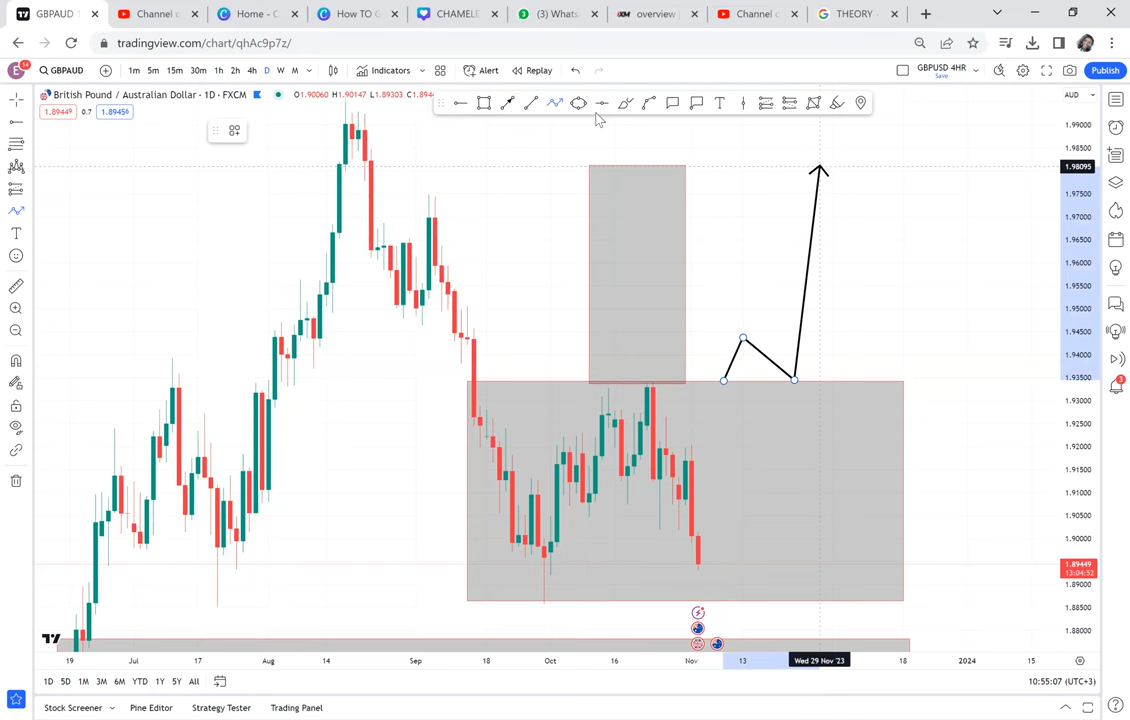 GBPAUD
Channel c
Home - C
How TO G
CHAMELE
(3) Whats
XM overview
Channel c
THEORY -
tradingview.com/chart/qhAc9p7z/
GBPAUD 1m 5m 15m 30m 1h 2h 4h D W M Indicators Alert Replay GBPUSD 4HR Save Publish
British Pound / Australian Dollar · 1D · FXCM O1.90060 H1.90147 L1.89303 C1.894
1.89449 0.7 1.89456
AUD
1.99000
1.98500
1.98095
1.97500
1.97000
1.96500
1.96000
1.95500
1.95000
1.94500
1.94000
1.93500
1.93000
1.92500
1.92000
1.91500
1.91000
1.90500
1.90000
1.89449
13:04:52
1.89000
1.88500
1.88000
19 Jul 17 Aug 14 Sep 18 Oct 16 Nov 13 Wed 29 Nov '23 18 2024 15
1D 5D 1M 3M 6M YTD 1Y 5Y All
10:55:07 (UTC+3)
Stock Screener Pine Editor Strategy Tester Trading Panel